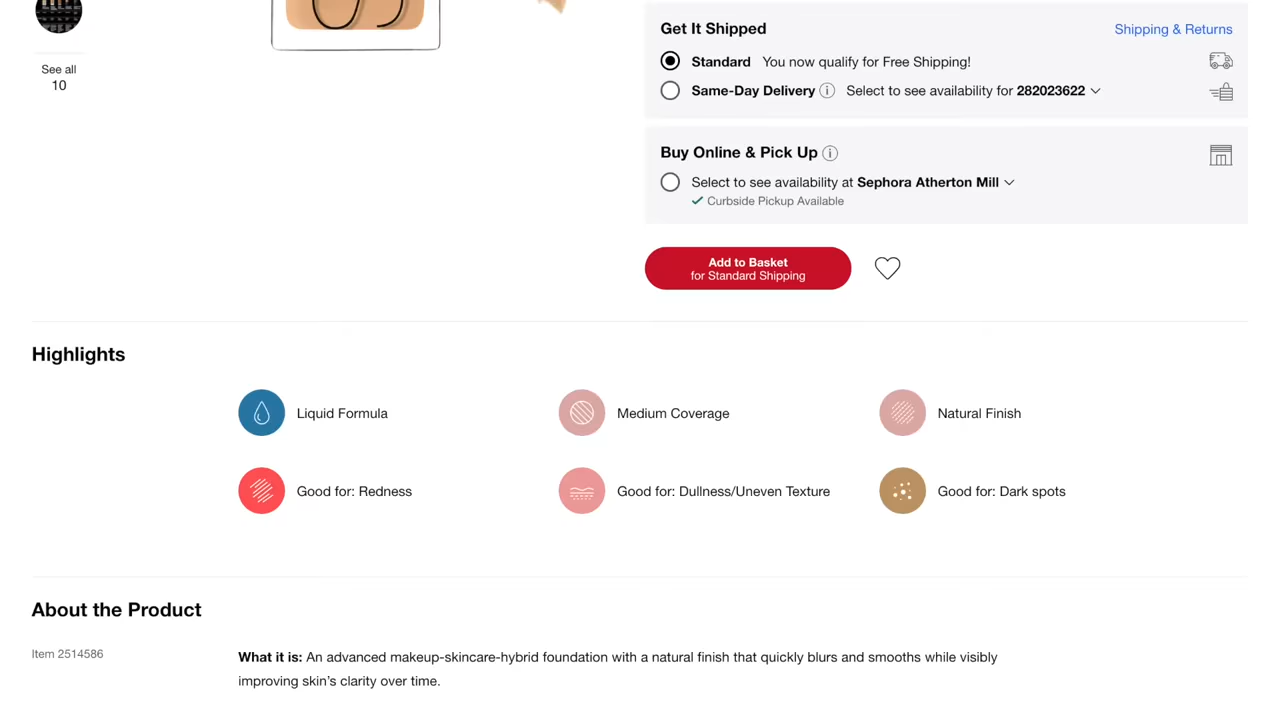 See all
10
Get It Shipped
Shipping & Returns
Standard You now qualify for Free Shipping!
Same-Day Delivery Select to see availability for 282023622
Buy Online & Pick Up
Select to see availability at Sephora Atherton Mill
Curbside Pickup Available
Add to Basket
for Standard Shipping
Highlights
Liquid Formula
Medium Coverage
Natural Finish
Good for: Redness
Good for: Dullness/Uneven Texture
Good for: Dark spots
About the Product
Item 2514586
What it is: An advanced makeup-skincare-hybrid foundation with a natural finish that quickly blurs and smooths while visibly
improving skin's clarity over time.